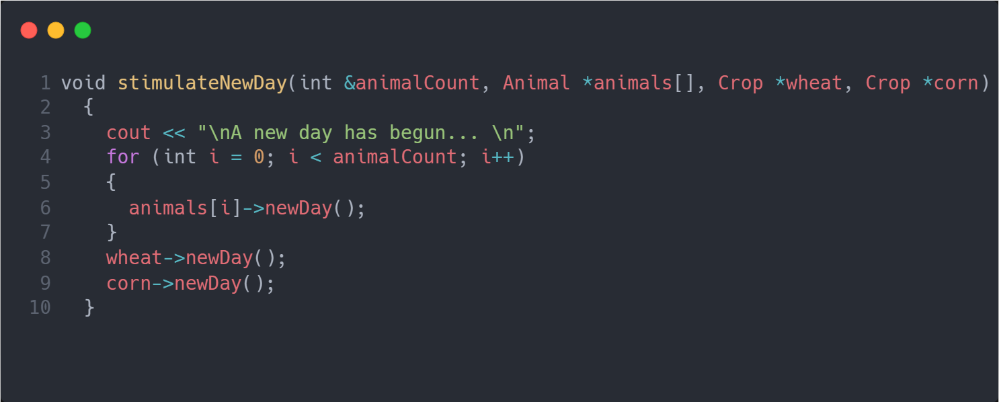 1 void stimulateNewDay(int &animalCount, Animal *animals[], Crop *wheat, Crop *corn)
2   {
3     cout << "\nA new day has begun... \n";
4     for (int i = 0; i < animalCount; i++)
5     {
6       animals[i]->newDay();
7     }
8     wheat->newDay();
9     corn->newDay();
10   }